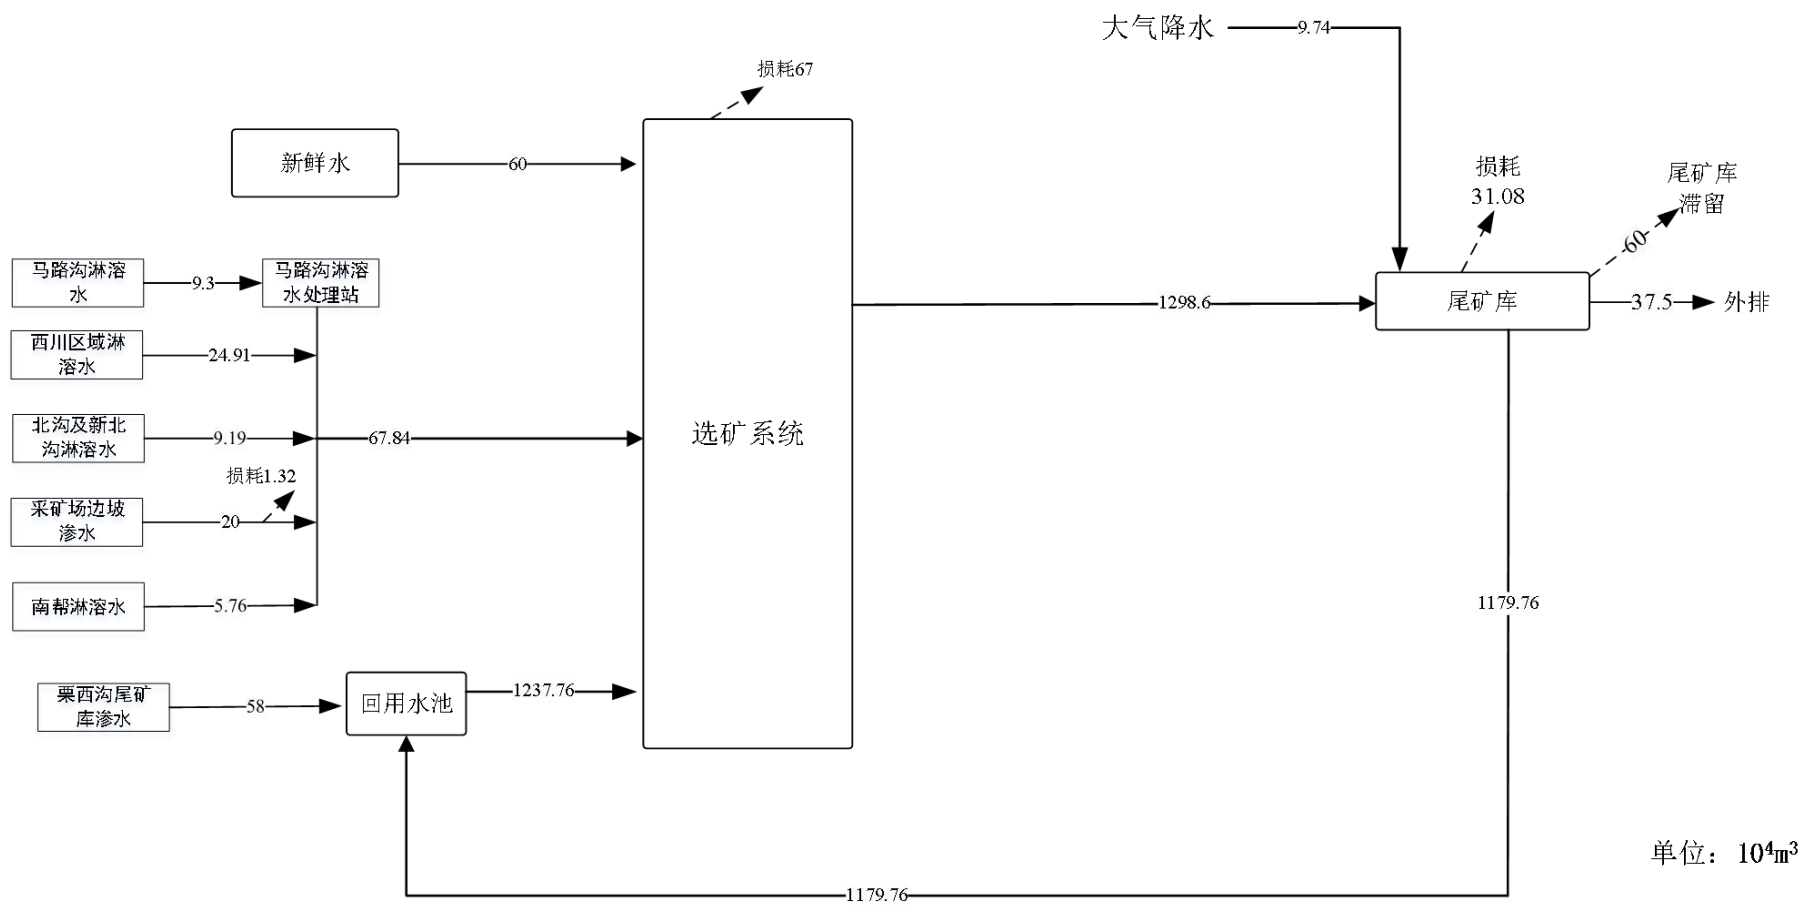 大气降水
9.74
损耗67
新鲜水
60
损耗
31.08
尾矿库
滞留
60
马路沟淋溶
水
9.3
马路沟淋溶
水处理站
1298.6
尾矿库
37.5
外排
西川区域淋
溶水
24.91
北沟及新北
沟淋溶水
9.19
67.84
选矿系统
损耗1.32
采矿场边坡
渗水
20
南帮淋溶水
5.76
1179.76
栗西沟尾矿
库渗水
58
回用水池
1237.76
单位：10⁴m³
1179.76